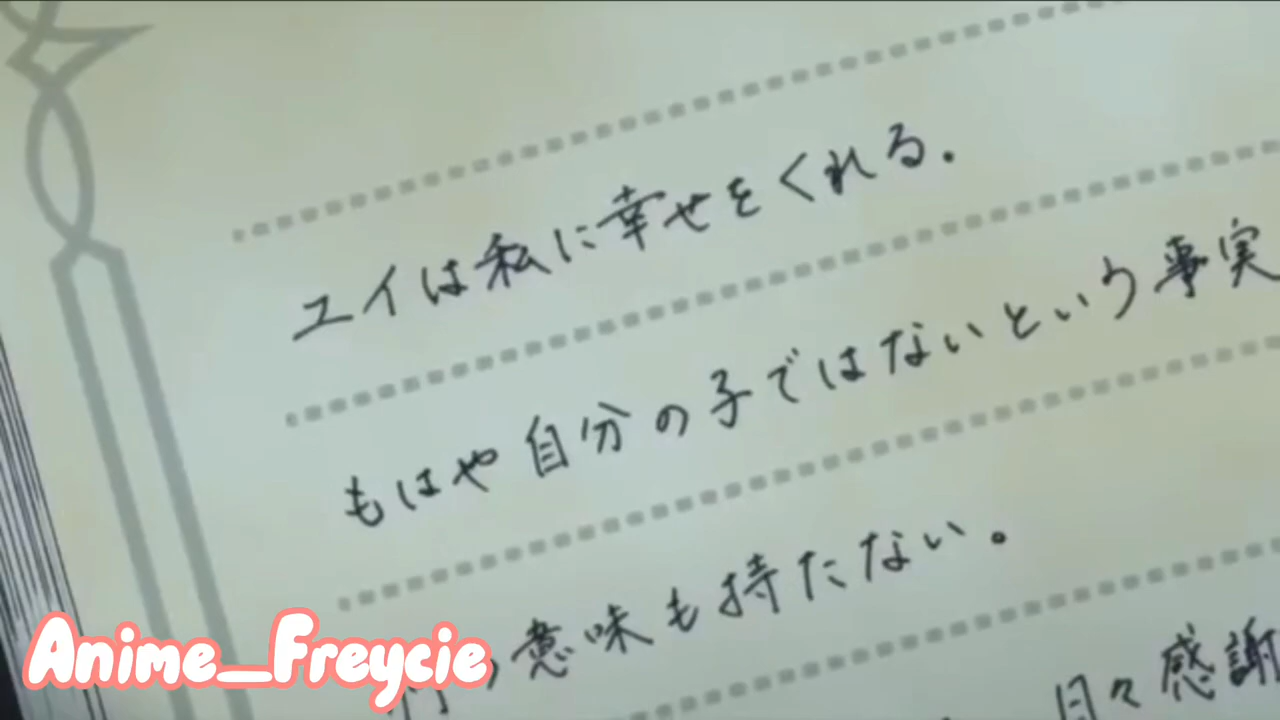 ユイは私に幸せをくれる.
もはや自分の子ではないという事実
意味も持たない。
日々感謝
Anime_Freycie